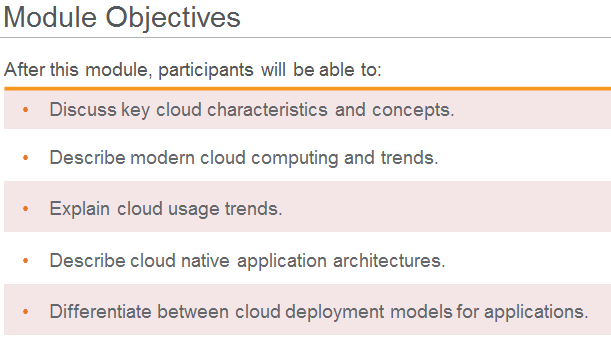 Module Objectives
After this module, participants will be able to:
• Discuss key cloud characteristics and concepts.
• Describe modern cloud computing and trends.
• Explain cloud usage trends.
• Describe cloud native application architectures.
• Differentiate between cloud deployment models for applications.